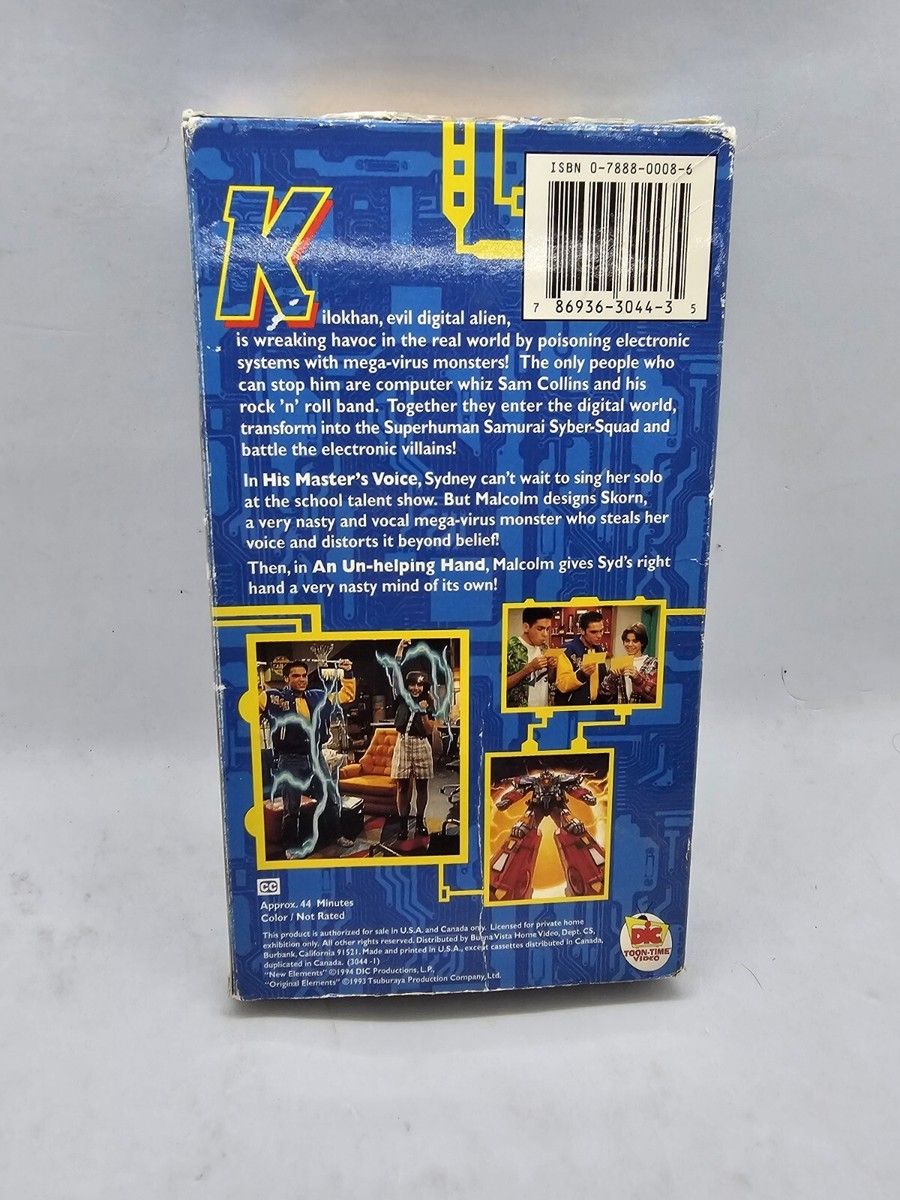 ISBN 0-7888-0008-6
7 86936-3044-3 5
Kilokhan, evil digital alien,
is wreaking havoc in the real world by poisoning electronic
systems with mega-virus monsters! The only people who
can stop him are computer whiz Sam Collins and his
rock 'n' roll band. Together they enter the digital world,
transform into the Superhuman Samurai Syber-Squad and
battle the electronic villains!
In His Master's Voice, Sydney can't wait to sing her solo
at the school talent show. But Malcolm designs Skorn,
a very nasty and vocal mega-virus monster who steals her
voice and distorts it beyond belief!
Then, in An Un-helping Hand, Malcolm gives Syd's right
hand a very nasty mind of its own!
CC
Approx. 44 Minutes
Color / Not Rated
This product is authorized for sale in U.S.A. and Canada only. Licensed for private home
exhibition only. All other rights reserved. Distributed by Buena Vista Home Video, Dept. CS,
Burbank, California 91521. Made and printed in U.S.A., except cassettes distributed in Canada,
duplicated in Canada. (3044-1)
"New Elements" ©1994 DIC Productions, L.P.
"Original Elements" ©1993 Tsuburaya Production Company, Ltd.
DIC
TOON-TIME
VIDEO